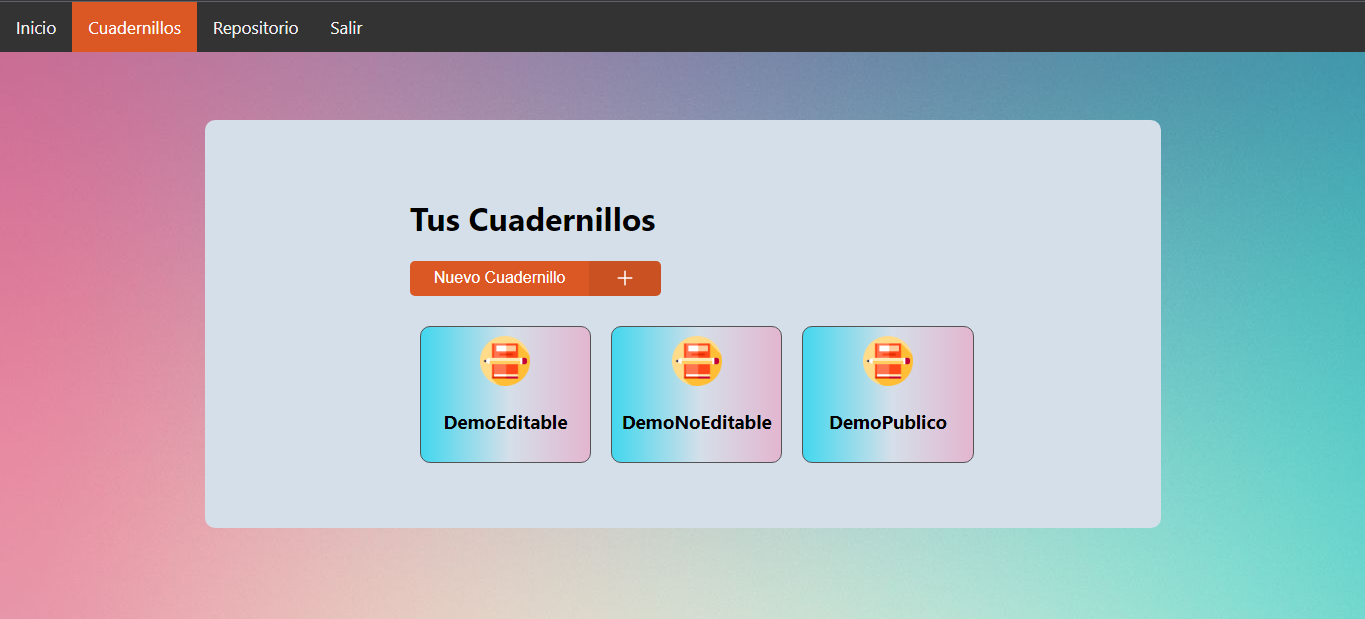 Inicio Cuadernillos Repositorio Salir
Tus Cuadernillos
Nuevo Cuadernillo +
DemoEditable DemoNoEditable DemoPublico